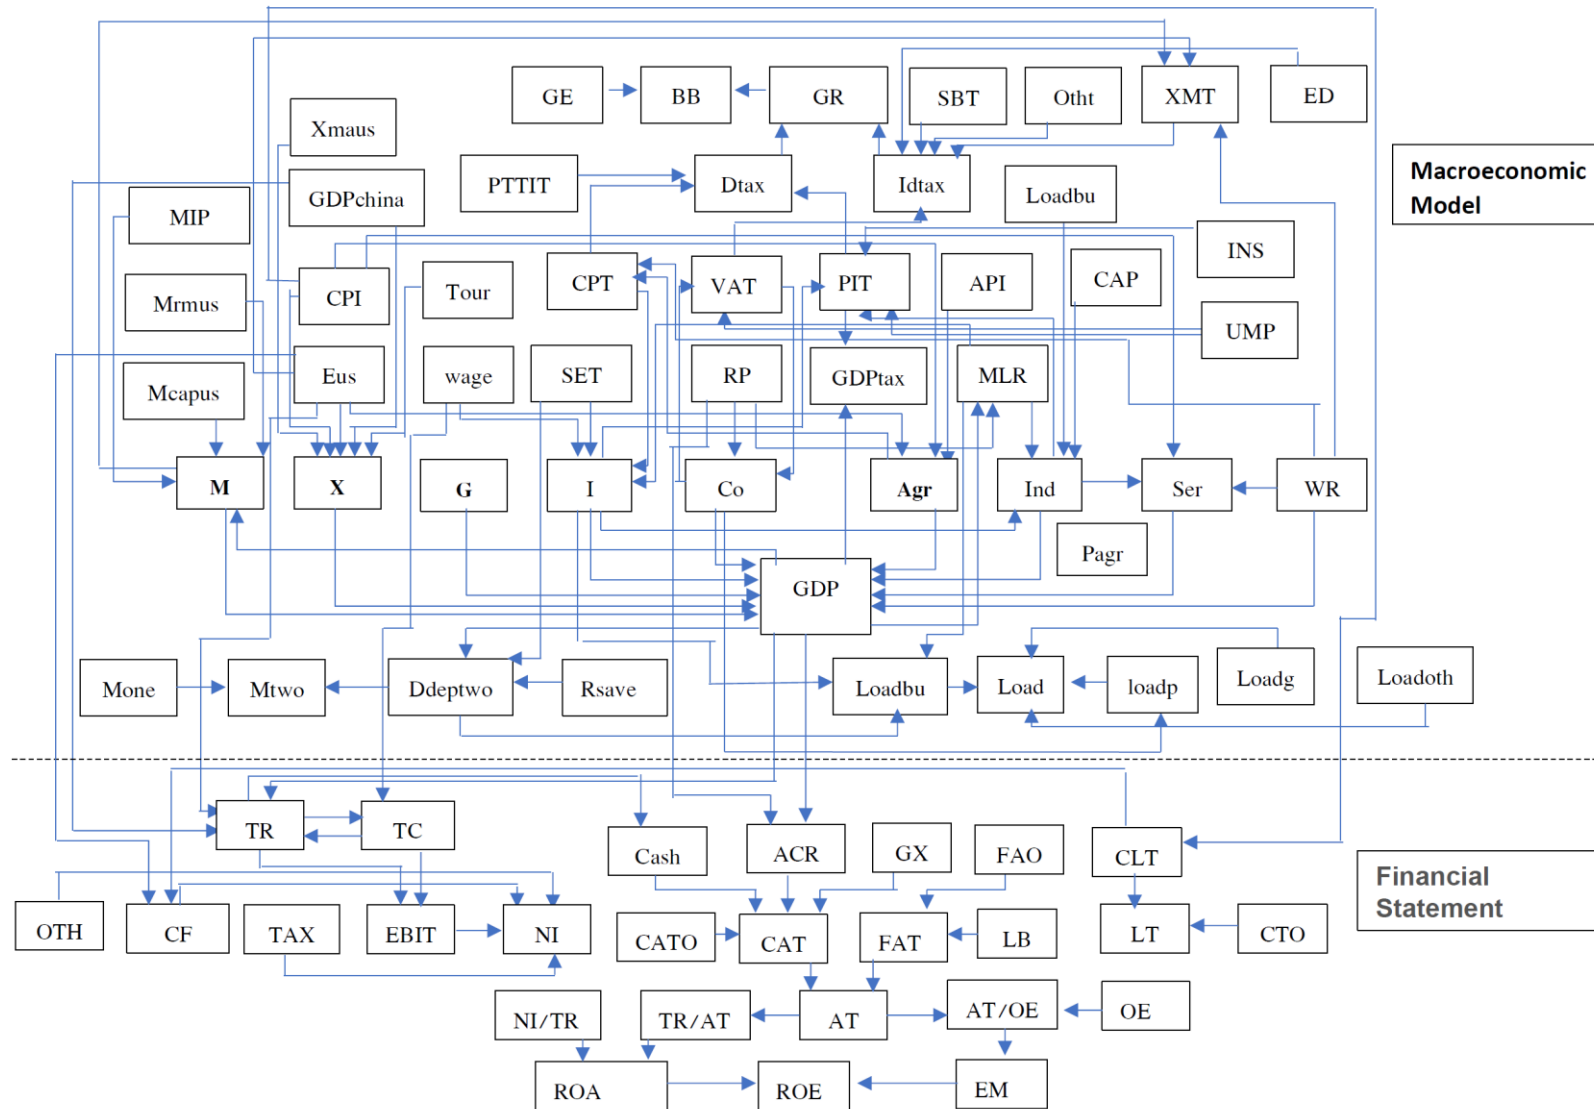 GE
BB
GR
SBT
Otht
XMT
ED
Xmaus
PTTIT
Dtax
Idtax
Loadbu
Macroeconomic
Model
GDPchina
MIP
INS
CPI
Tour
CPT
VAT
PIT
API
CAP
Mrmus
UMP
Eus
wage
SET
RP
GDPtax
MLR
Mcapus
M
X
G
I
Co
Agr
Ind
Ser
WR
Pagr
GDP
Mone
Mtwo
Ddeptwo
Rsave
Loadbu
Load
loadp
Loadg
Loadoth
TR
TC
Cash
ACR
GX
FAO
CLT
Financial
Statement
OTH
CF
TAX
EBIT
NI
CATO
CAT
FAT
LB
LT
CTO
NI/TR
TR/AT
AT
AT/OE
OE
ROA
ROE
EM